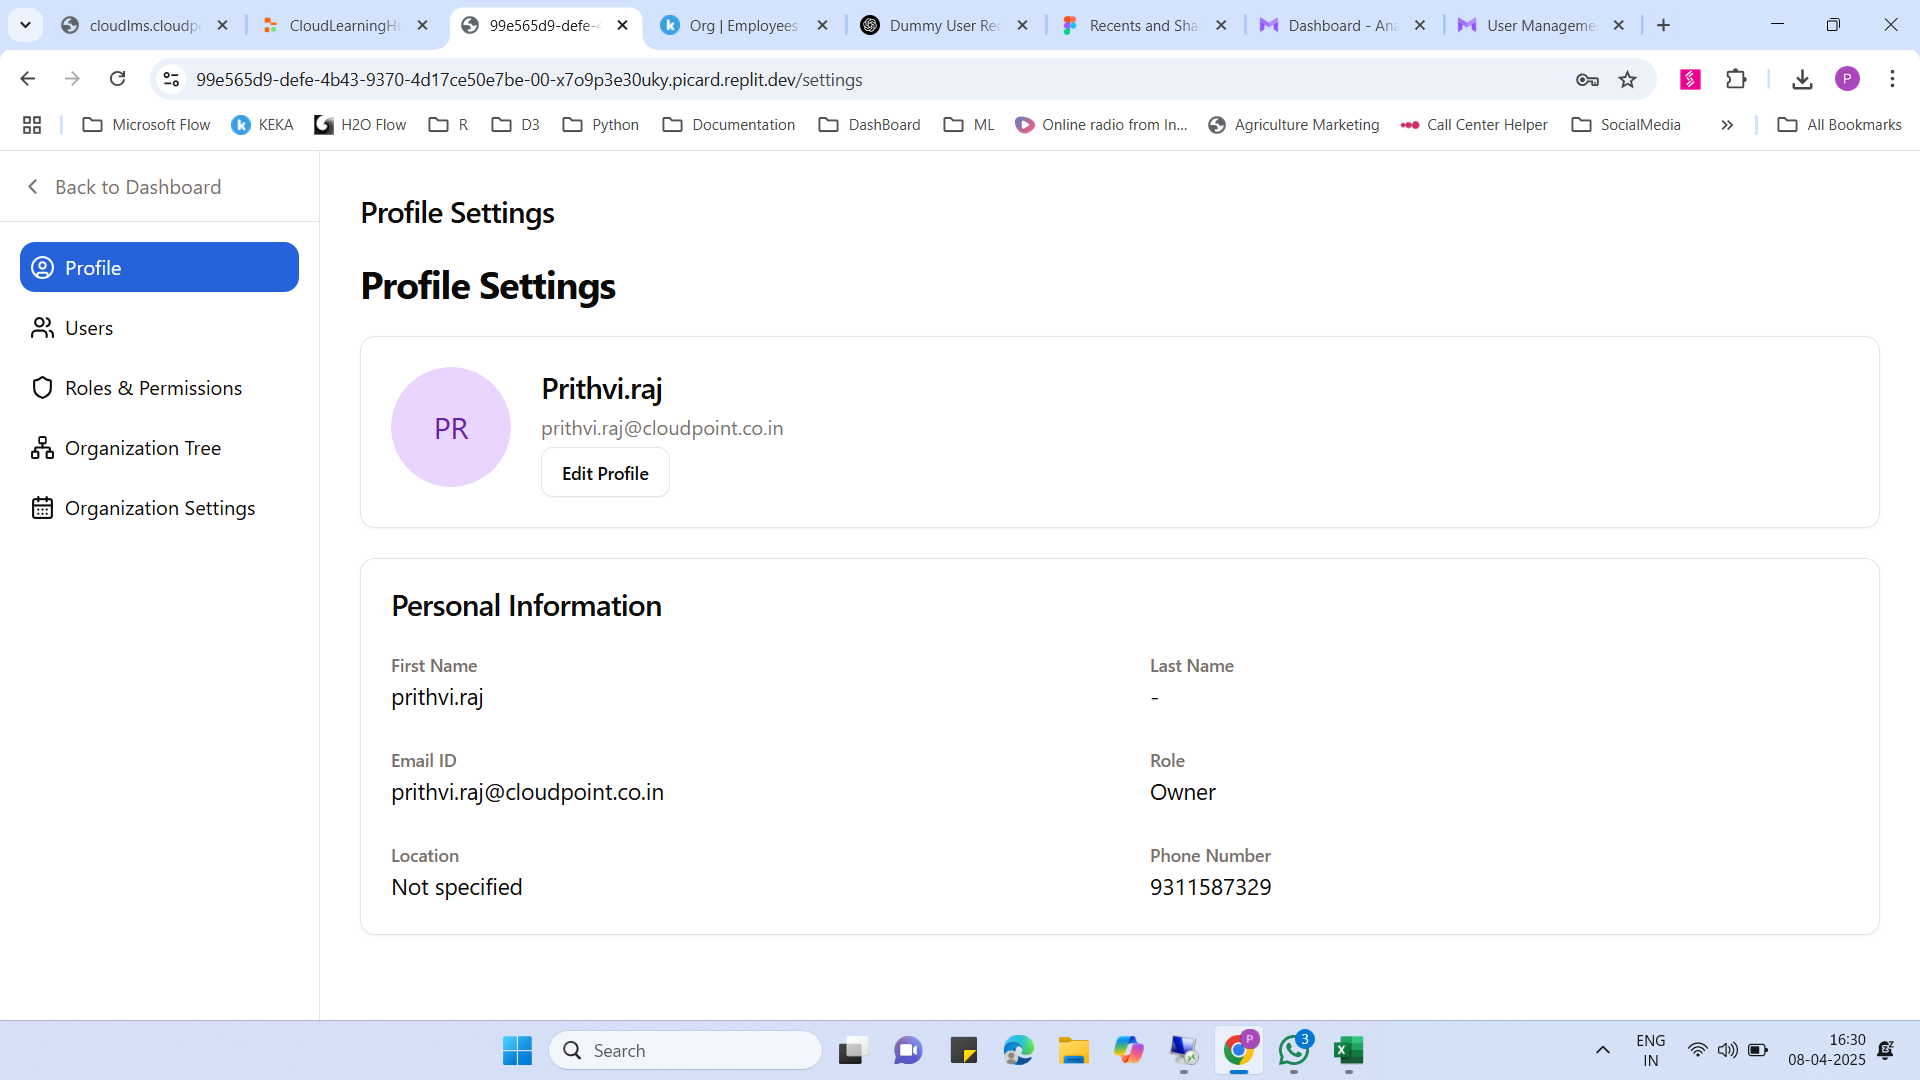 cloudlms.cloudp
CloudLearningH
99e565d9-defe-4
Org | Employees
Dummy User Rec
Recents and Sha
Dashboard - Ana
User Manageme
99e565d9-defe-4b43-9370-4d17ce50e7be-00-x7o9p3e30uky.picard.replit.dev/settings
P
Microsoft Flow
KEKA
H2O Flow
R
D3
Python
Documentation
DashBoard
ML
Online radio from In...
Agriculture Marketing
Call Center Helper
SocialMedia
All Bookmarks
Back to Dashboard
Profile
Users
Roles & Permissions
Organization Tree
Organization Settings
Profile Settings
Profile Settings
PR
Prithvi.raj
prithvi.raj@cloudpoint.co.in
Edit Profile
Personal Information
First Name
prithvi.raj
Last Name
-
Email ID
prithvi.raj@cloudpoint.co.in
Role
Owner
Location
Not specified
Phone Number
9311587329
Search
P
3
ENG
IN
16:30
08-04-2025